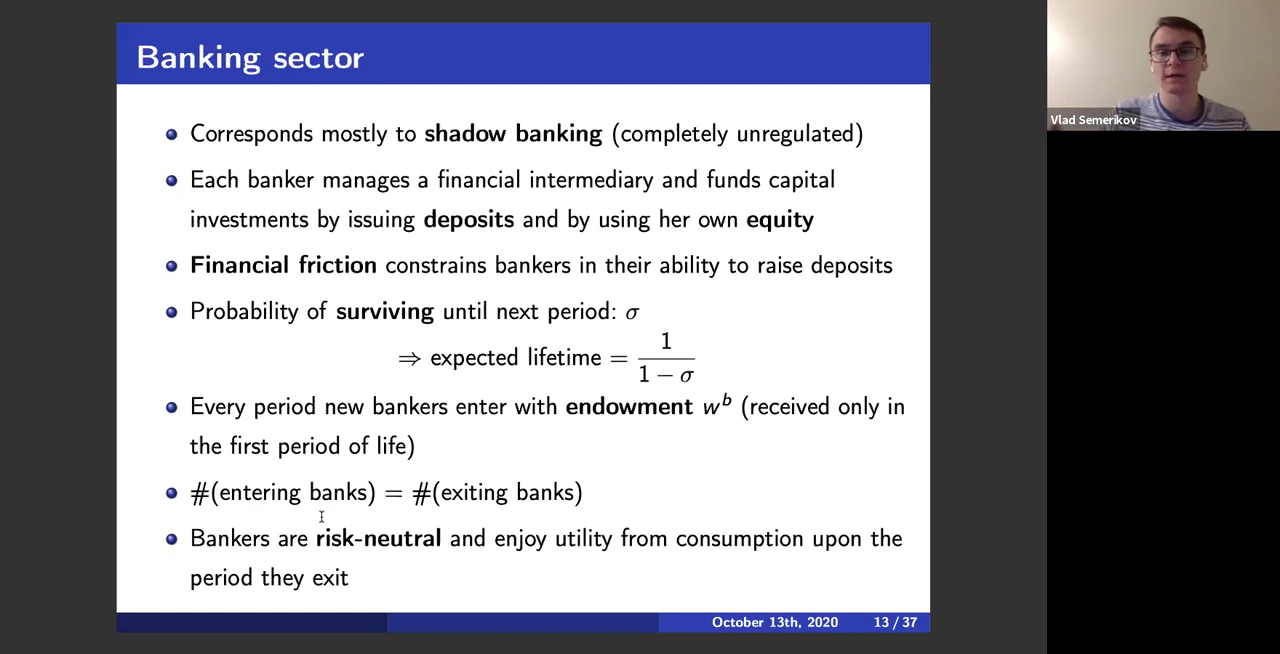 Banking sector
Corresponds mostly to shadow banking (completely unregulated)
Each banker manages a financial intermediary and funds capital
investments by issuing deposits and by using her own equity
Financial friction constrains bankers in their ability to raise deposits
Probability of surviving until next period: σ
⇒ expected lifetime = 1 / (1 − σ)
Every period new bankers enter with endowment w^b (received only in
the first period of life)
#(entering banks) = #(exiting banks)
Bankers are risk-neutral and enjoy utility from consumption upon the
period they exit
October 13th, 2020 13 / 37
Vlad Semerikov